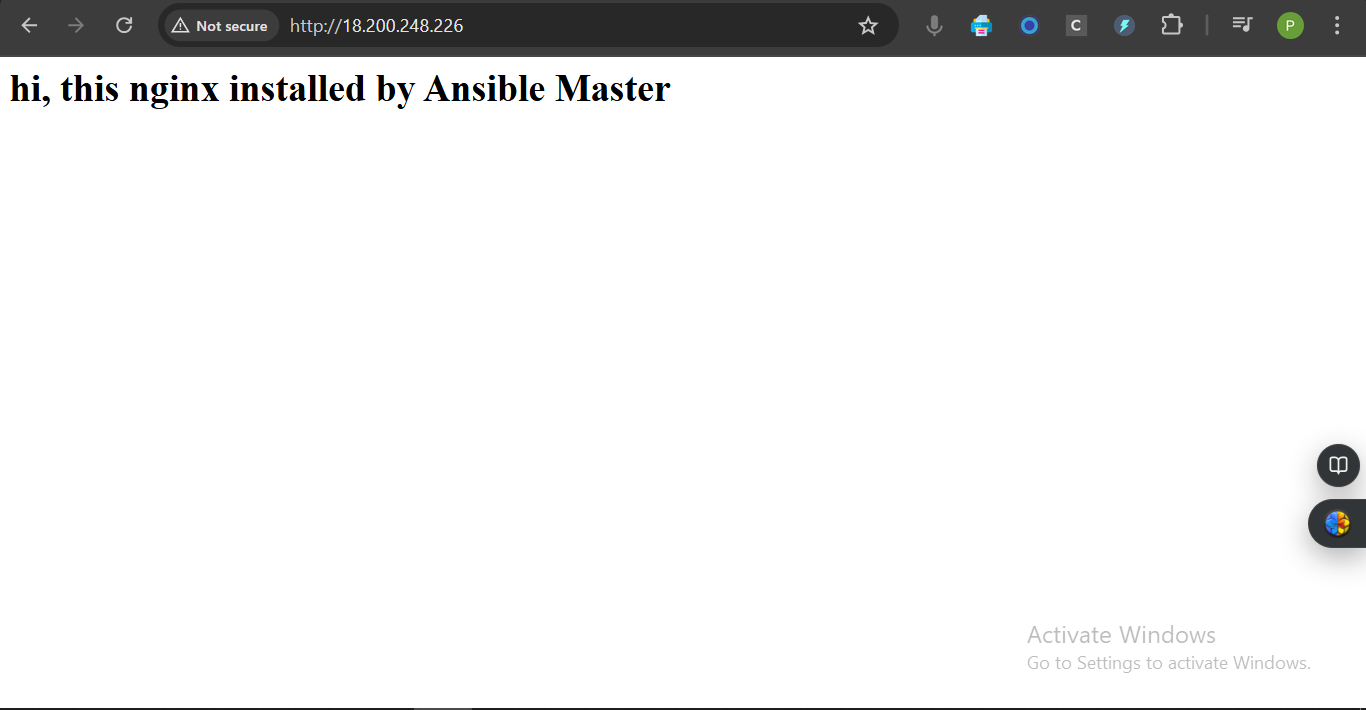 Not secure http://18.200.248.226
C
P
hi, this nginx installed by Ansible Master
Activate Windows
Go to Settings to activate Windows.